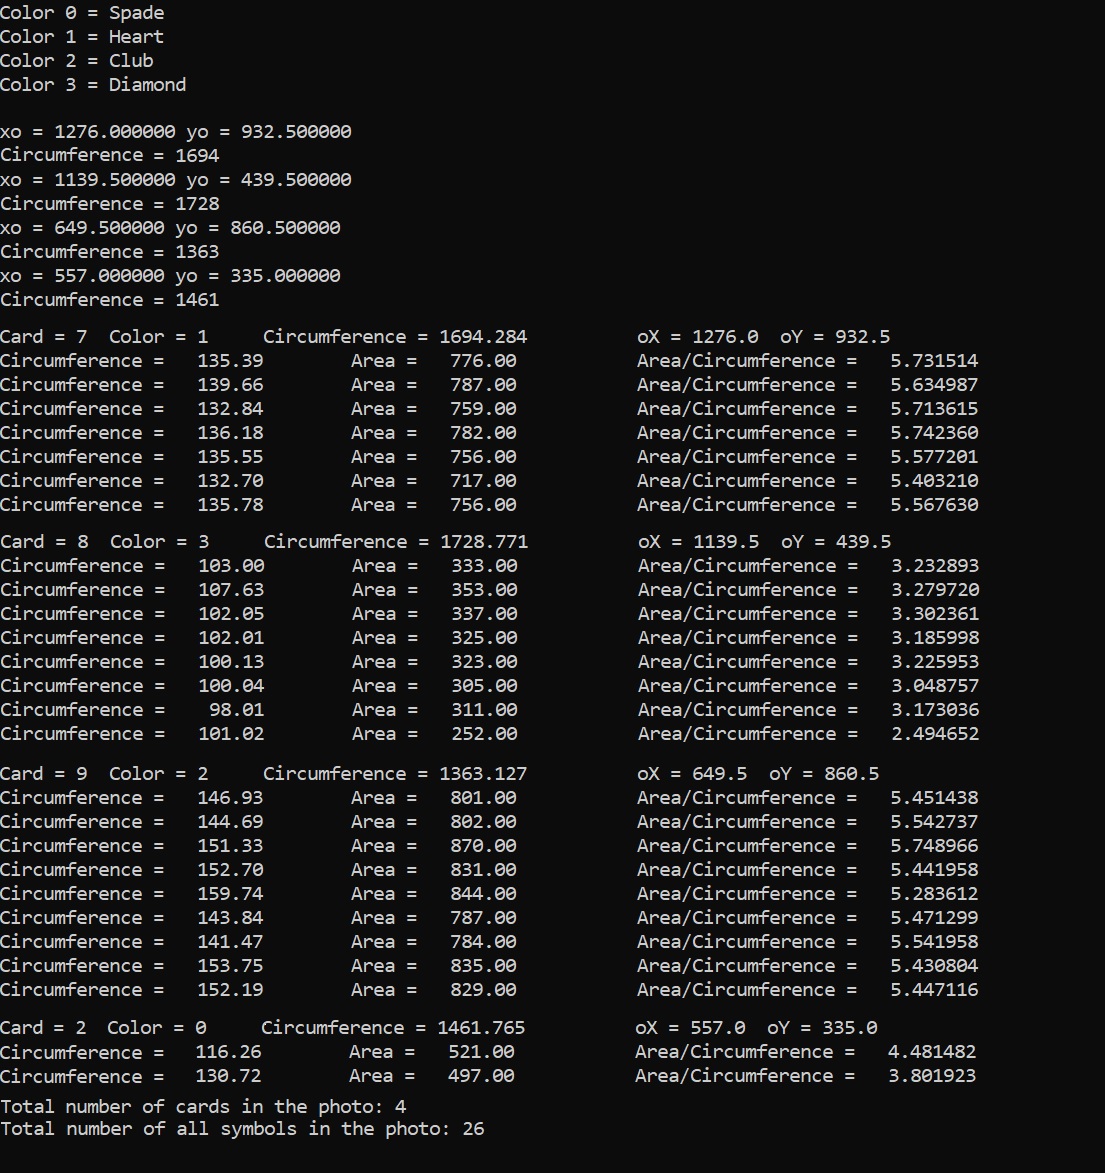 Color 0 = Spade
Color 1 = Heart
Color 2 = Club
Color 3 = Diamond
xo = 1276.000000 yo = 932.500000
Circumference = 1694
xo = 1139.500000 yo = 439.500000
Circumference = 1728
xo = 649.500000 yo = 860.500000
Circumference = 1363
xo = 557.000000 yo = 335.000000
Circumference = 1461
Card = 7 Color = 1 Circumference = 1694.284 oX = 1276.0 oY = 932.5
Circumference = 135.39 Area = 776.00 Area/Circumference = 5.731514
Circumference = 139.66 Area = 787.00 Area/Circumference = 5.634987
Circumference = 132.84 Area = 759.00 Area/Circumference = 5.713615
Circumference = 136.18 Area = 782.00 Area/Circumference = 5.742360
Circumference = 135.55 Area = 756.00 Area/Circumference = 5.577201
Circumference = 132.70 Area = 717.00 Area/Circumference = 5.403210
Circumference = 135.78 Area = 756.00 Area/Circumference = 5.567630
Card = 8 Color = 3 Circumference = 1728.771 oX = 1139.5 oY = 439.5
Circumference = 103.00 Area = 333.00 Area/Circumference = 3.232893
Circumference = 107.63 Area = 353.00 Area/Circumference = 3.279720
Circumference = 102.05 Area = 337.00 Area/Circumference = 3.302361
Circumference = 102.01 Area = 325.00 Area/Circumference = 3.185998
Circumference = 100.13 Area = 323.00 Area/Circumference = 3.225953
Circumference = 100.04 Area = 305.00 Area/Circumference = 3.048757
Circumference = 98.01 Area = 311.00 Area/Circumference = 3.173036
Circumference = 101.02 Area = 252.00 Area/Circumference = 2.494652
Card = 9 Color = 2 Circumference = 1363.127 oX = 649.5 oY = 860.5
Circumference = 146.93 Area = 801.00 Area/Circumference = 5.451438
Circumference = 144.69 Area = 802.00 Area/Circumference = 5.542737
Circumference = 151.33 Area = 870.00 Area/Circumference = 5.748966
Circumference = 152.70 Area = 831.00 Area/Circumference = 5.441958
Circumference = 159.74 Area = 844.00 Area/Circumference = 5.283612
Circumference = 143.84 Area = 787.00 Area/Circumference = 5.471299
Circumference = 141.47 Area = 784.00 Area/Circumference = 5.541958
Circumference = 153.75 Area = 835.00 Area/Circumference = 5.430804
Circumference = 152.19 Area = 829.00 Area/Circumference = 5.447116
Card = 2 Color = 0 Circumference = 1461.765 oX = 557.0 oY = 335.0
Circumference = 116.26 Area = 521.00 Area/Circumference = 4.481482
Circumference = 130.72 Area = 497.00 Area/Circumference = 3.801923
Total number of cards in the photo: 4
Total number of all symbols in the photo: 26